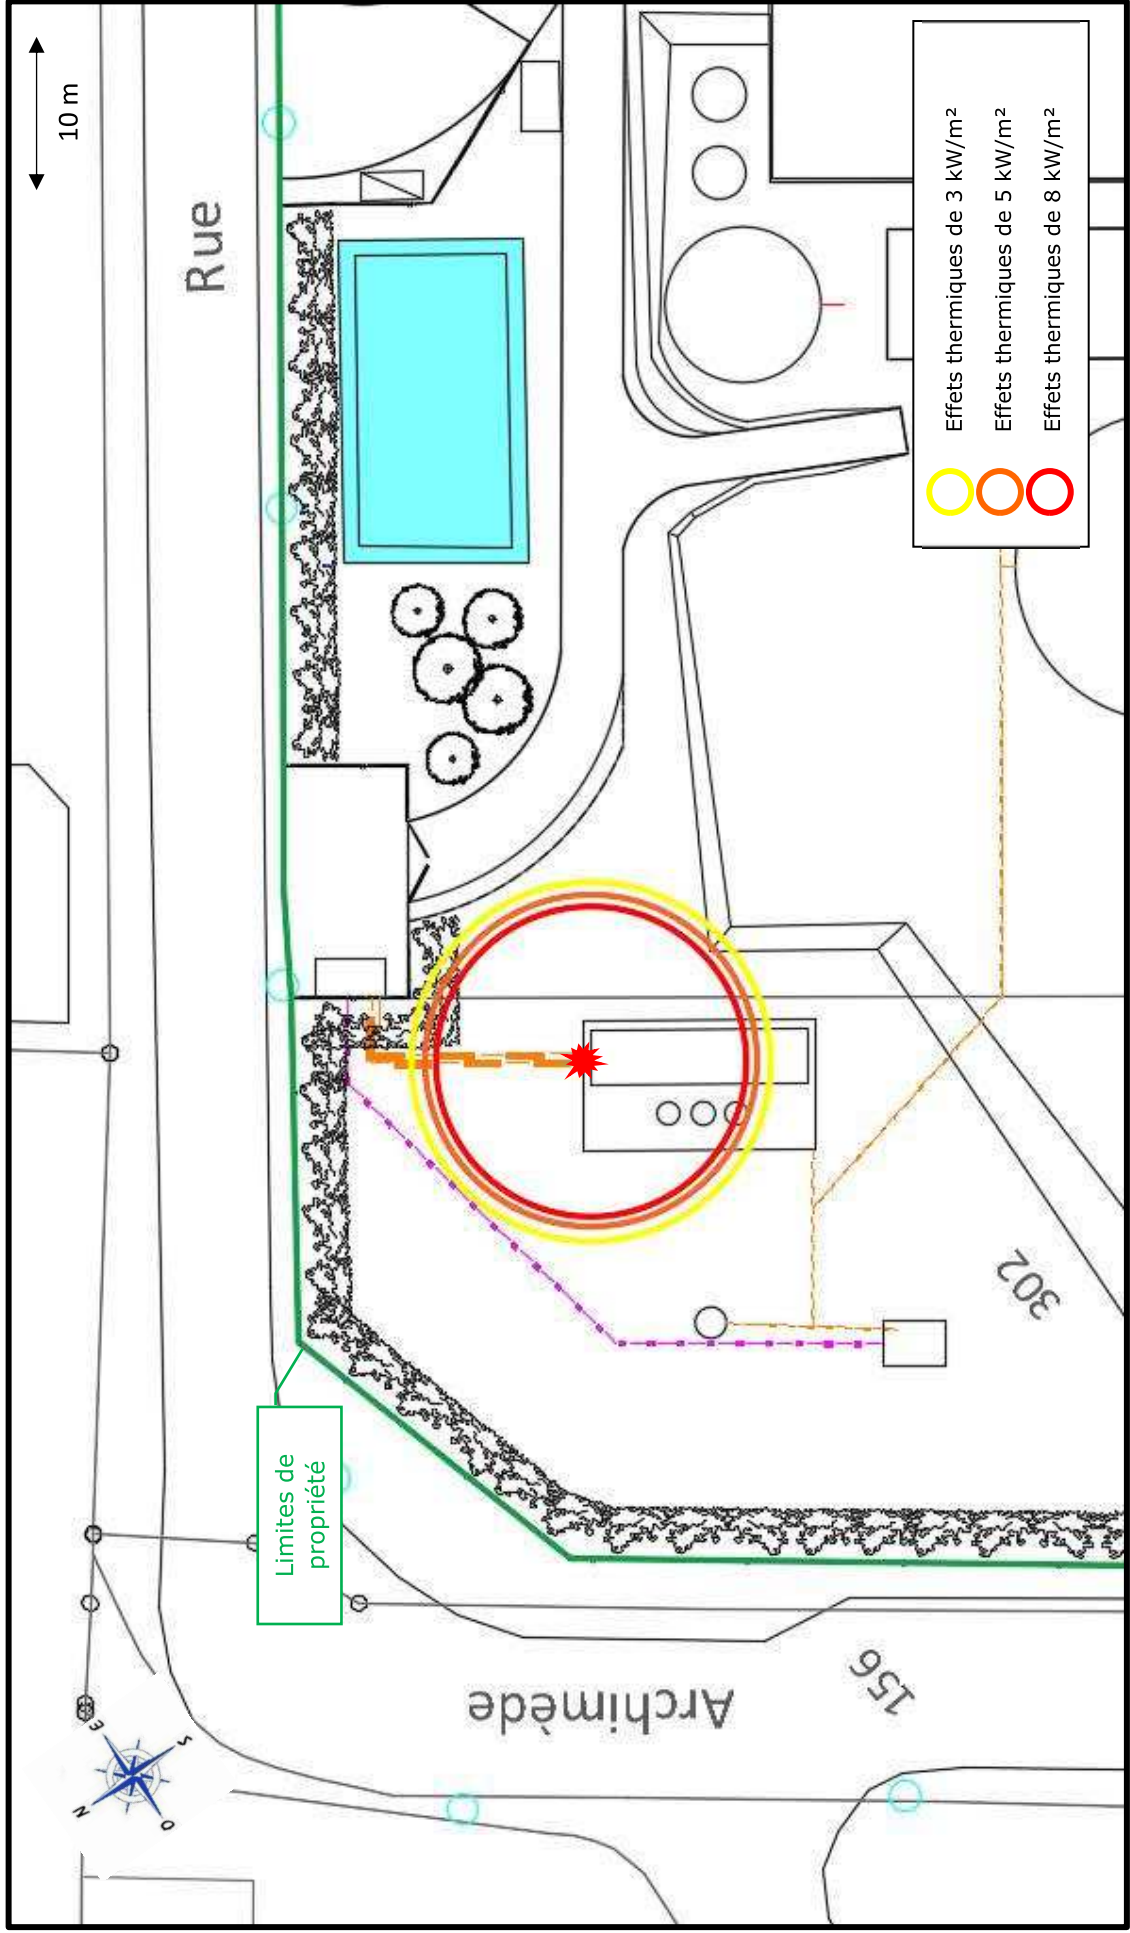 10 m
Rue
Effets thermiques de 3 kW/m²
Effets thermiques de 5 kW/m²
Effets thermiques de 8 kW/m²
302
Limites de
propriété
Archimède
156
N
E
S
O